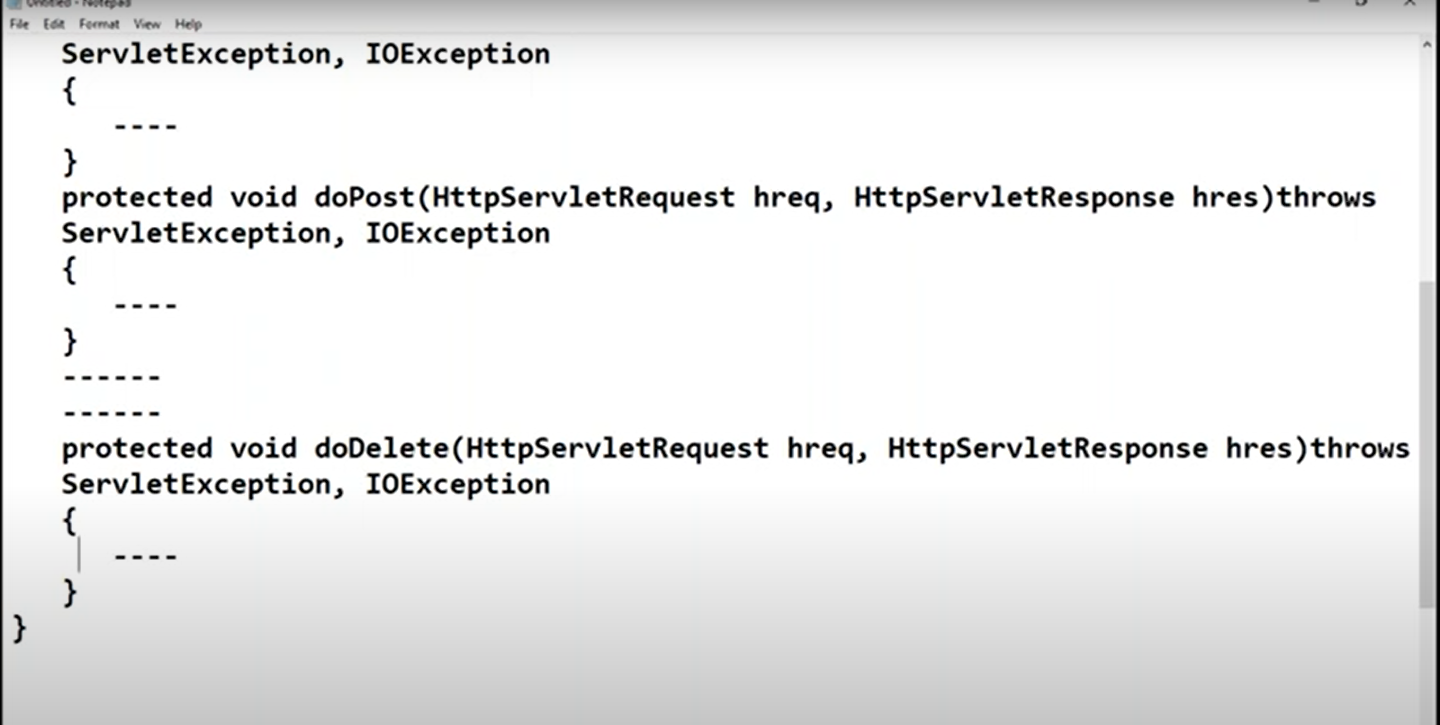 Untitled - Notepad
File Edit Format View Help
ServletException, IOException
{
----
}
protected void doPost(HttpServletRequest hreq, HttpServletResponse hres)throws
ServletException, IOException
{
----
}
------
------
protected void doDelete(HttpServletRequest hreq, HttpServletResponse hres)throws
ServletException, IOException
{
----
}
}